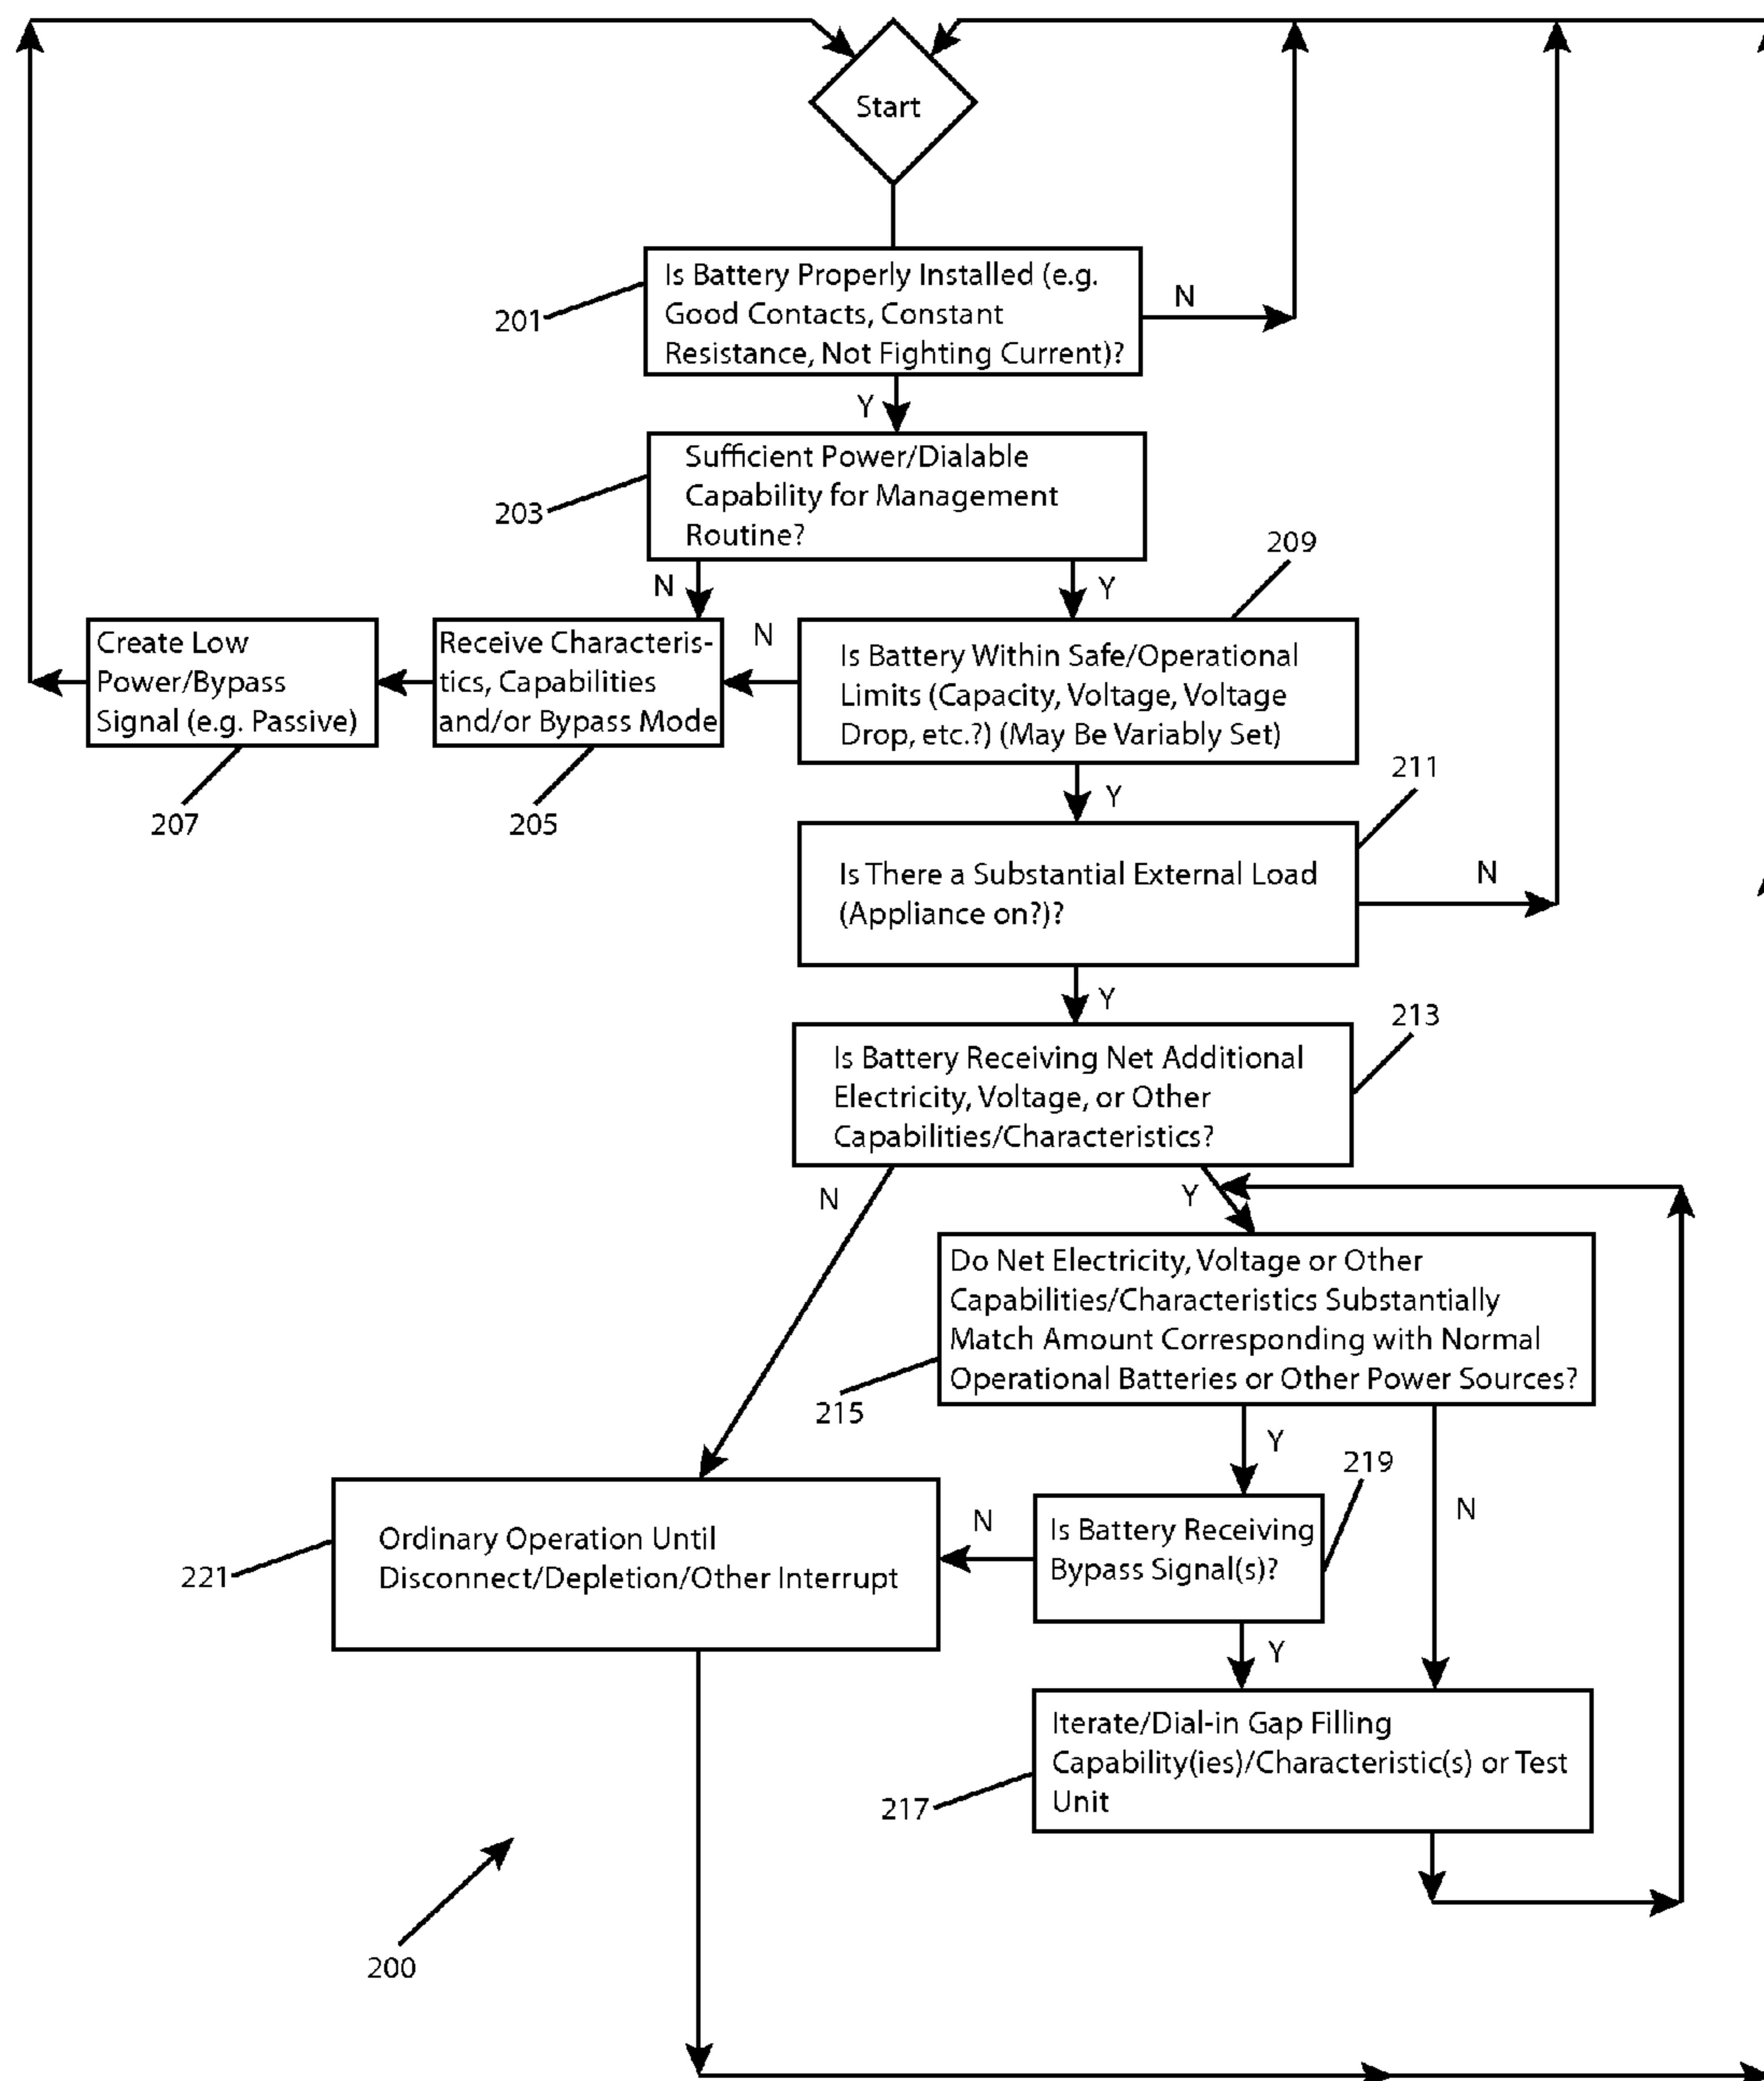 Start
Is Battery Properly Installed (e.g.
Good Contacts, Constant
Resistance, Not Fighting Current)?
201
N
Y
Sufficient Power/Dialable
Capability for Management
Routine?
203
209
N
Y
Create Low
Power/Bypass
Signal (e.g. Passive)
207
Receive Characteris-
tics, Capabilities
and/or Bypass Mode
205
N
Is Battery Within Safe/Operational
Limits (Capacity, Voltage, Voltage
Drop, etc.?) (May Be Variably Set)
211
Y
Is There a Substantial External Load
(Appliance on?)?
N
Y
213
Is Battery Receiving Net Additional
Electricity, Voltage, or Other
Capabilities/Characteristics?
N
Y
Do Net Electricity, Voltage or Other
Capabilities/Characteristics Substantially
Match Amount Corresponding with Normal
Operational Batteries or Other Power Sources?
215
Y
219
N
N
Is Battery Receiving
Bypass Signal(s)?
Ordinary Operation Until
Disconnect/Depletion/Other Interrupt
221
Y
Iterate/Dial-in Gap Filling
Capability(ies)/Characteristic(s) or Test
Unit
217
200